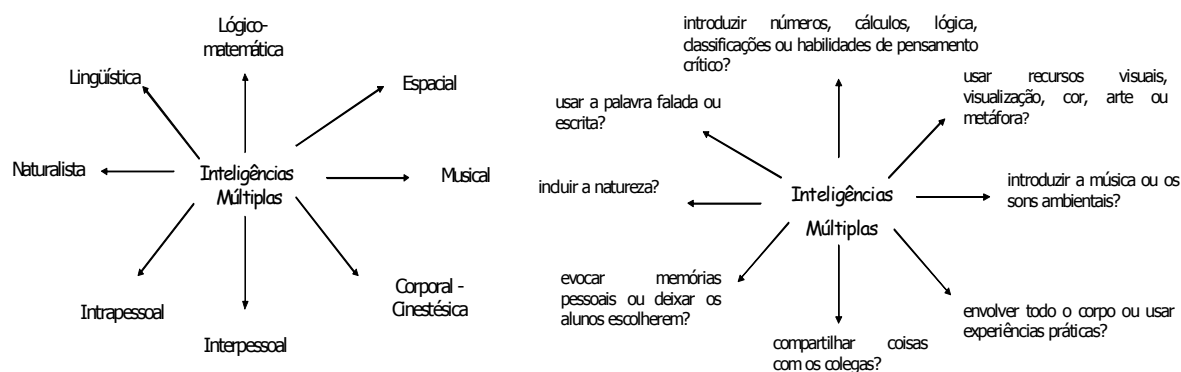 Lógico-
matemática
Lingüística
Espacial
Naturalista
Inteligências
Múltiplas
Musical
Intrapessoal
Interpessoal
Corporal -
Cinestésica
introduzir números, cálculos, lógica,
classificações ou habilidades de pensamento
crítico?
usar a palavra falada ou
escrita?
usar recursos visuais,
visualização, cor, arte ou
metáfora?
incluir a natureza?
Inteligências
Múltiplas
introduzir a música ou os
sons ambientais?
evocar memórias
pessoais ou deixar os
alunos escolherem?
compartilhar coisas
com os colegas?
envolver todo o corpo ou usar
experiências práticas?